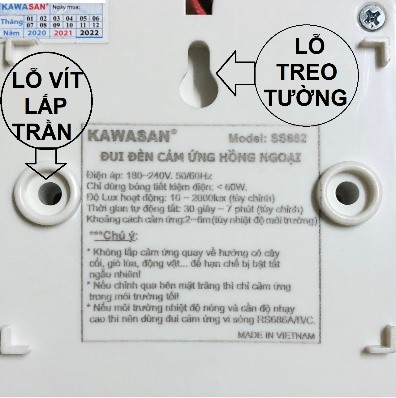 KAWASAN® Ngày mua:
Tháng 01 02 03 04 05 06
07 08 09 10 11 12
Năm 2020 2021 2022
LỖ VÍT
LẮP
TRẦN
LỖ
TREO
TƯỜNG
KAWASAN® Model: SS682
ĐUI ĐÈN CẢM ỨNG HỒNG NGOẠI
Điện áp: 180-240V. 50/60Hz
Chỉ dùng bóng tiết kiệm điện: < 60W.
Độ Lux hoạt động: 10 - 2000lux (tùy chỉnh)
Thời gian tự động tắt: 30 giây - 7 phút (tùy chỉnh)
Khoảng cách cảm ứng: 2-6m (tùy nhiệt độ môi trường)
***Chú ý:
* Không lắp cảm ứng quay về hướng có cây
cối, gió lùa, động vật... để hạn chế bị bật tắt
ngẫu nhiên!
* Nếu chỉnh qua bên mặt trăng thì chỉ cảm ứng
trong môi trường tối!
* Nếu môi trường nhiệt độ nóng và cần độ nhạy
cao thì nên dùng đui cảm ứng vi sóng RS686A/B/C.
MADE IN VIETNAM